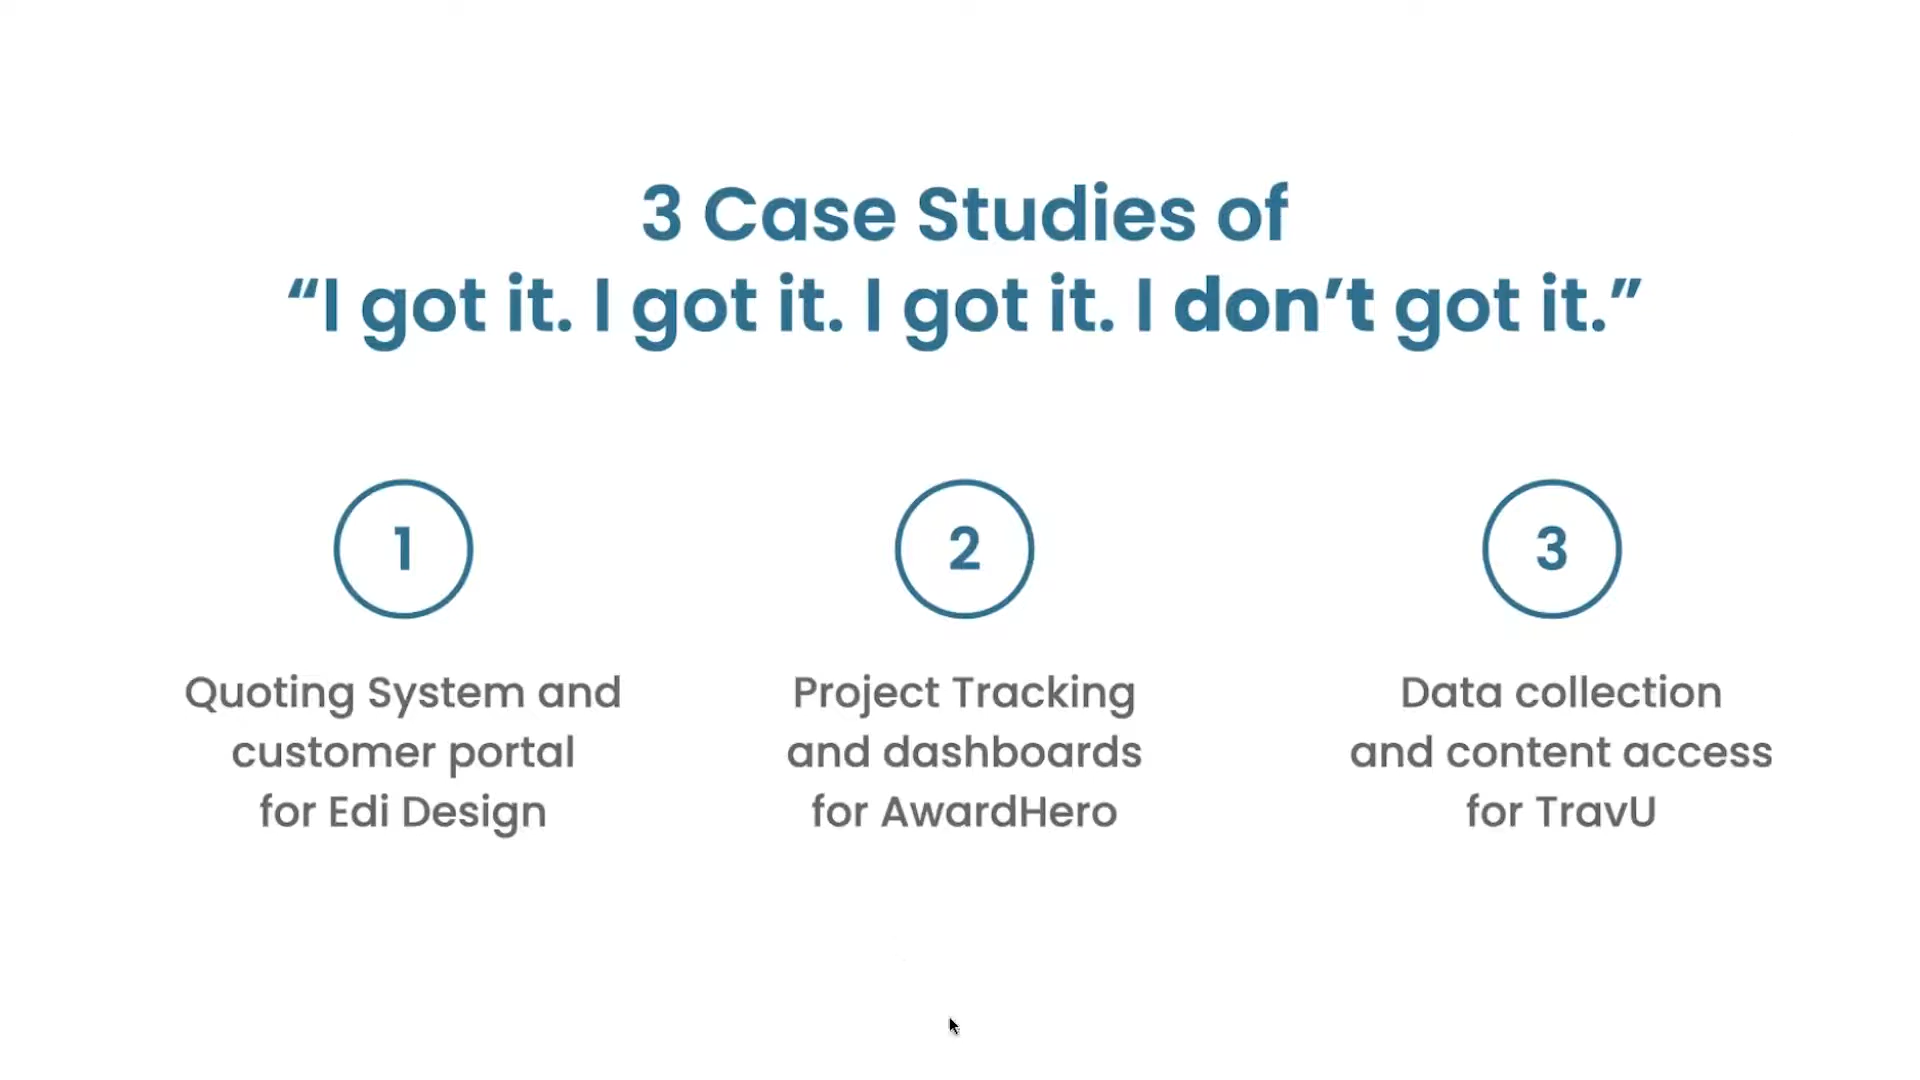 3 Case Studies of
“I got it. I got it. I got it. I don’t got it.”
1
2
3
Quoting System and
customer portal
for Edi Design
Project Tracking
and dashboards
for AwardHero
Data collection
and content access
for TravU